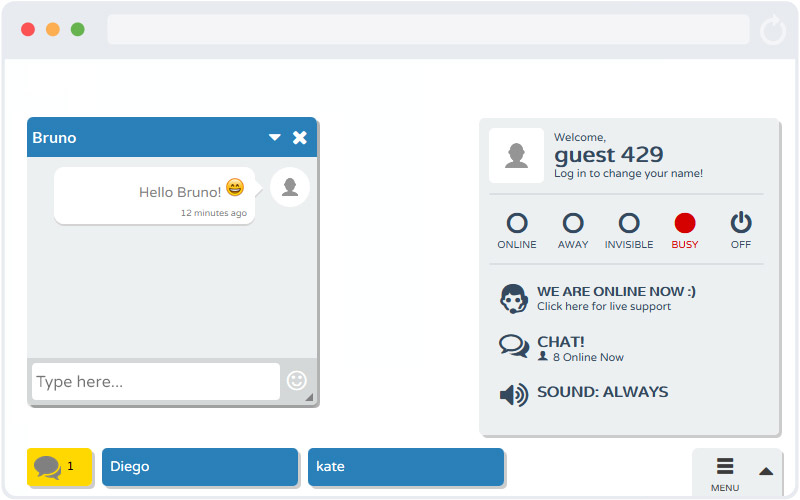 Bruno
Hello Bruno! 😄
12 minutes ago
Type here...
Welcome,
guest 429
Log in to change your name!
ONLINE AWAY INVISIBLE BUSY OFF
WE ARE ONLINE NOW :)
Click here for live support
CHAT!
8 Online Now
SOUND: ALWAYS
1 Diego kate
MENU